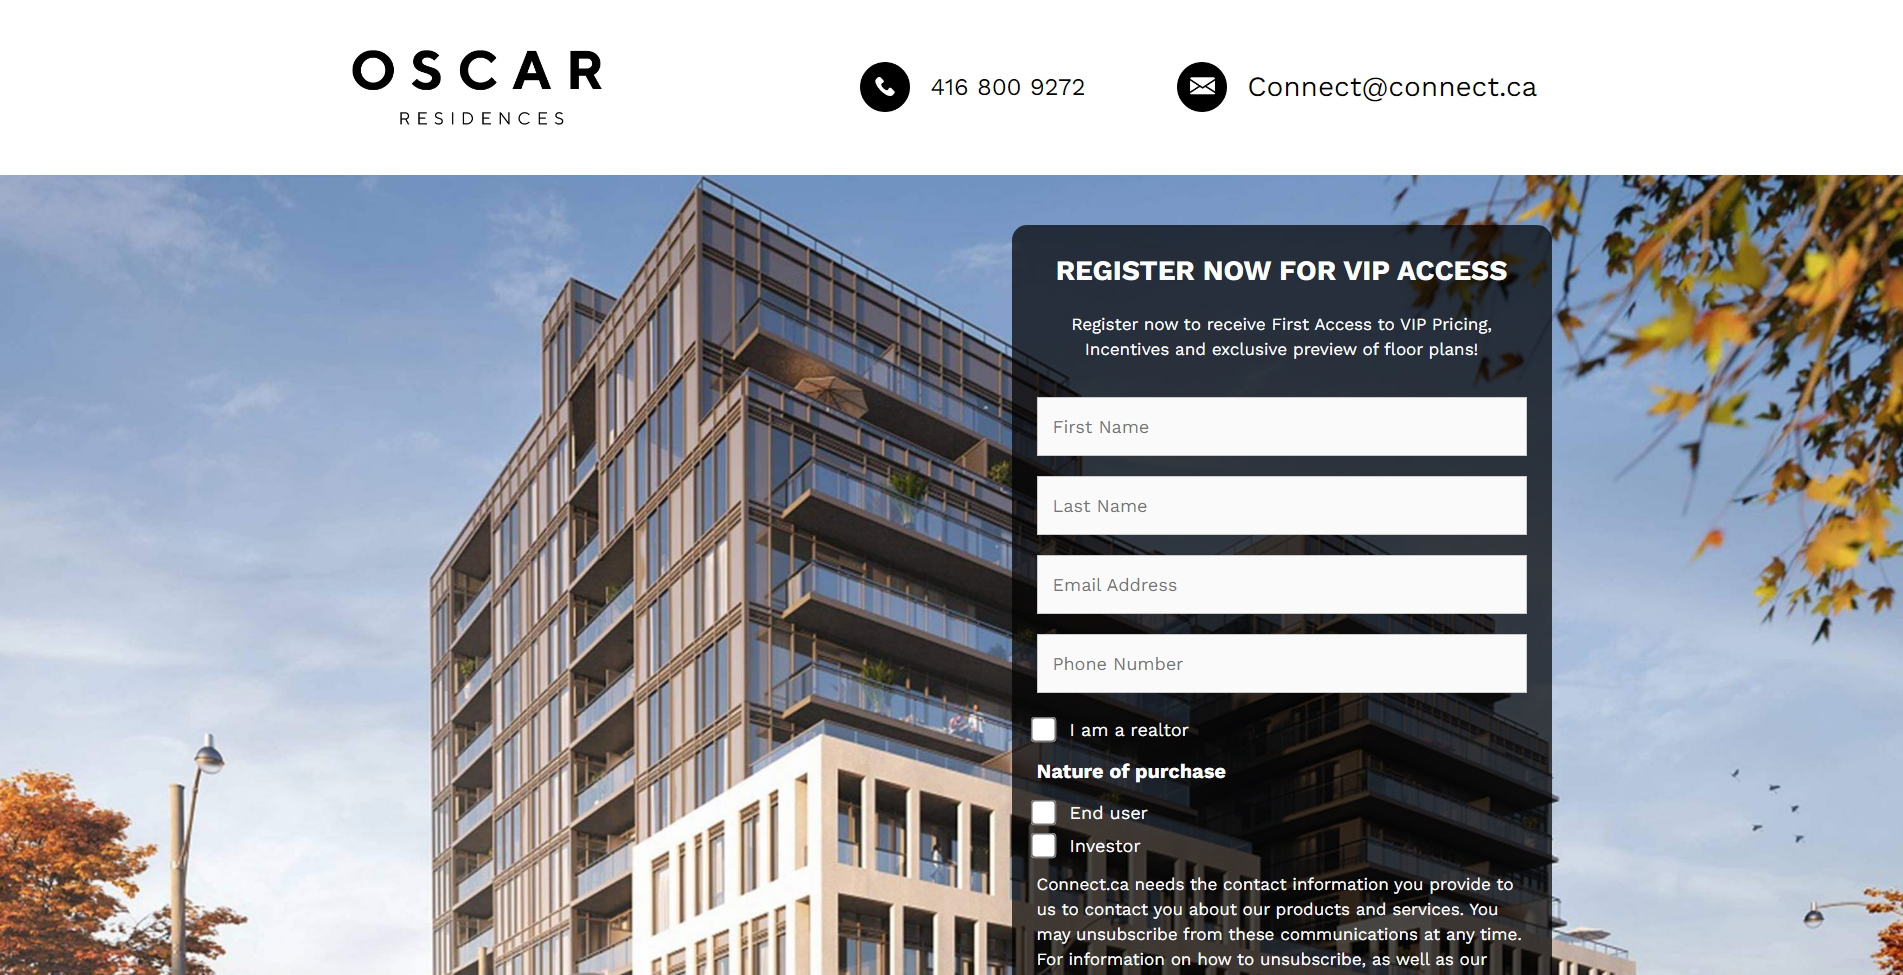 OSCAR
RESIDENCES
416 800 9272
Connect@connect.ca
REGISTER NOW FOR VIP ACCESS
Register now to receive First Access to VIP Pricing,
Incentives and exclusive preview of floor plans!
First Name
Last Name
Email Address
Phone Number
I am a realtor
Nature of purchase
End user
Investor
Connect.ca needs the contact information you provide to
us to contact you about our products and services. You
may unsubscribe from these communications at any time.
For information on how to unsubscribe, as well as our